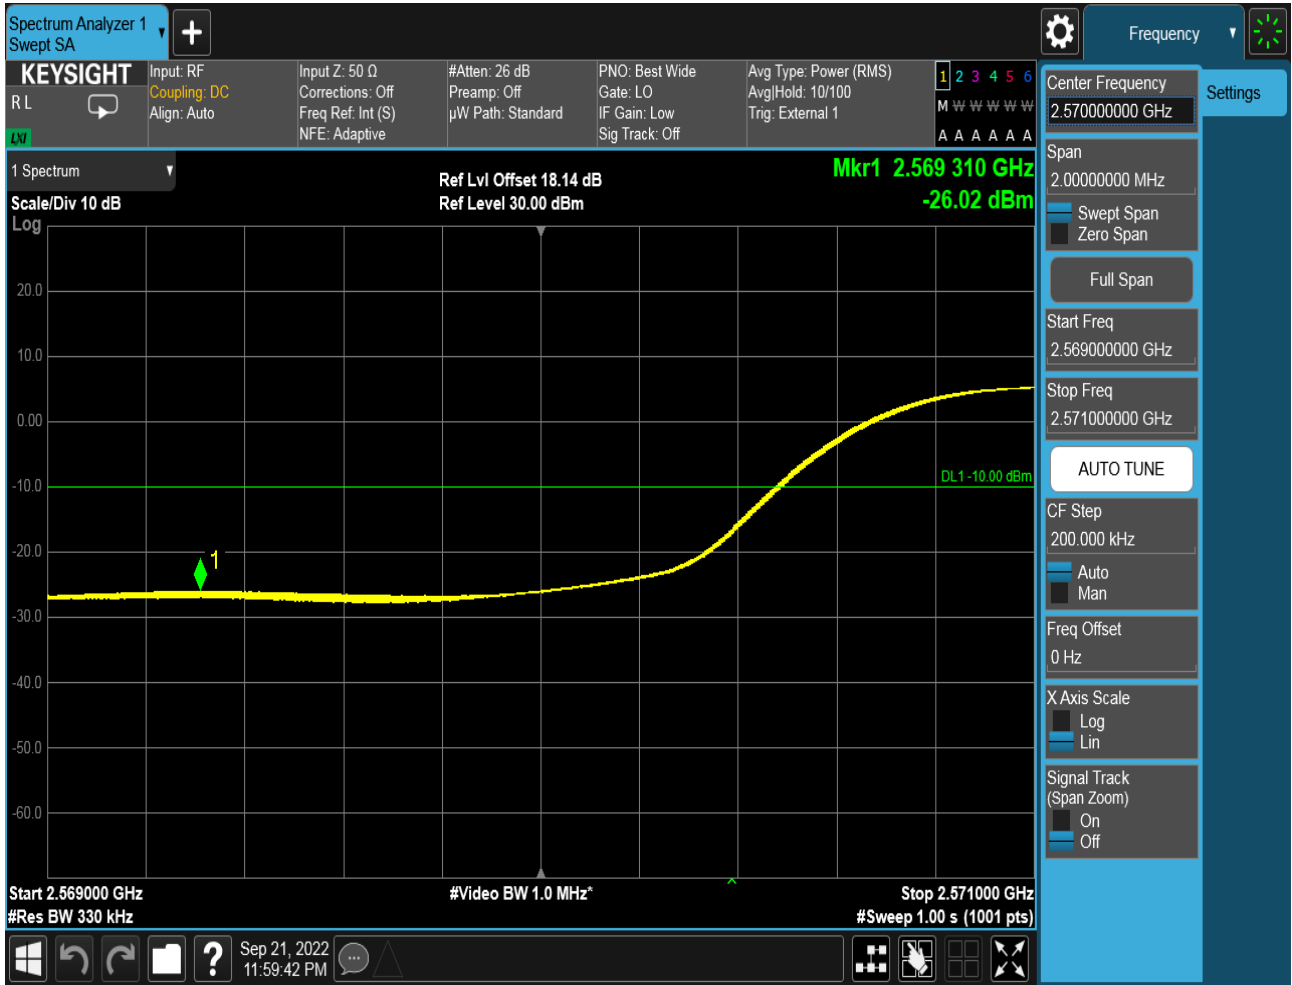 Spectrum Analyzer 1
Swept SA
Frequency
KEYSIGHT
R L
LXI
Input: RF
Coupling: DC
Align: Auto
Input Z: 50 Ω
Corrections: Off
Freq Ref: Int (S)
NFE: Adaptive
#Atten: 26 dB
Preamp: Off
µW Path: Standard
PNO: Best Wide
Gate: LO
IF Gain: Low
Sig Track: Off
Avg Type: Power (RMS)
Avg|Hold: 10/100
Trig: External 1
1 2 3 4 5 6
M W W W W W
A A A A A A
1 Spectrum
Scale/Div 10 dB
Log
Ref Lvl Offset 18.14 dB
Ref Level 30.00 dBm
Mkr1 2.569 310 GHz
-26.02 dBm
20.0
10.0
0.00
-10.0
-20.0
-30.0
-40.0
-50.0
-60.0
DL1 -10.00 dBm
1
Start 2.569000 GHz
#Res BW 330 kHz
#Video BW 1.0 MHz*
Stop 2.571000 GHz
#Sweep 1.00 s (1001 pts)
Sep 21, 2022
11:59:42 PM
Center Frequency
2.570000000 GHz
Settings
Span
2.00000000 MHz
Swept Span
Zero Span
Full Span
Start Freq
2.569000000 GHz
Stop Freq
2.571000000 GHz
AUTO TUNE
CF Step
200.000 kHz
Auto
Man
Freq Offset
0 Hz
X Axis Scale
Log
Lin
Signal Track
(Span Zoom)
On
Off